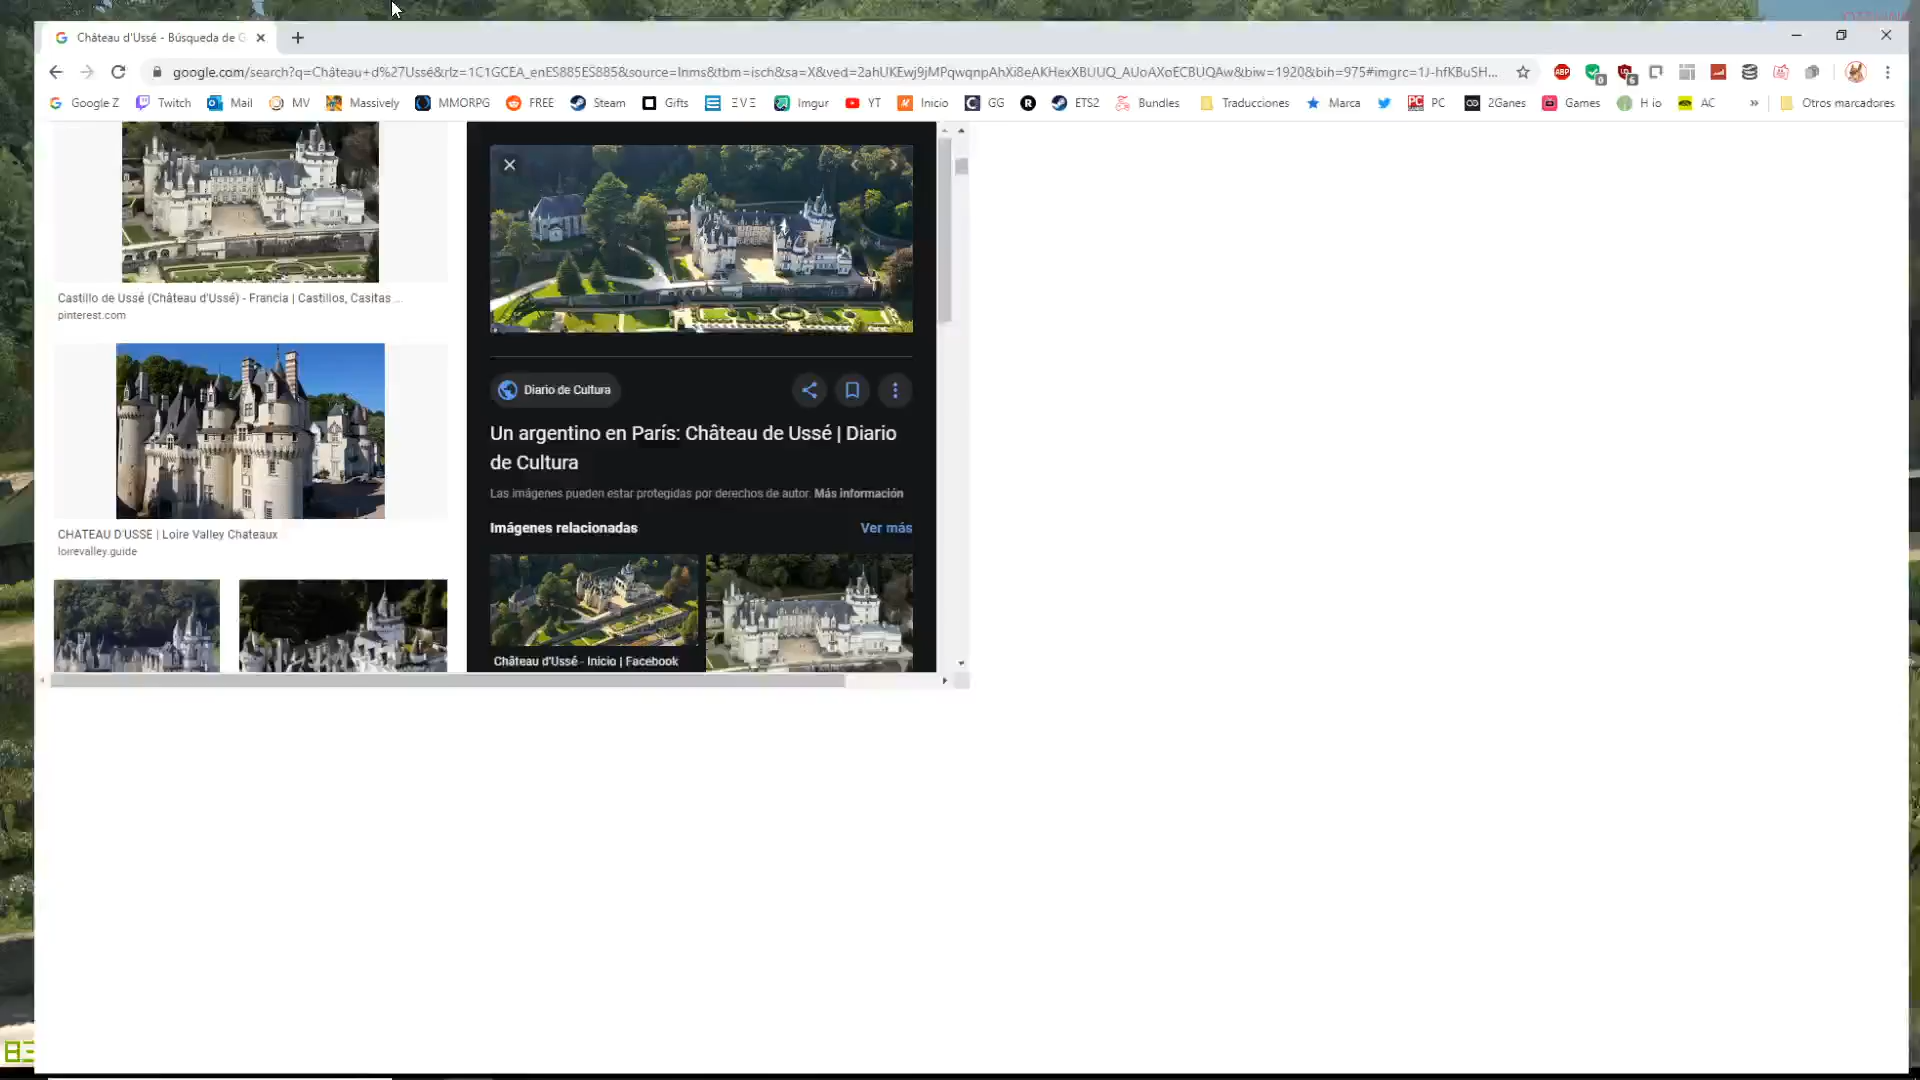 Château d'Ussé - Búsqueda de G
google.com/search?q=Château+d%27Ussé&rlz=1C1GCEA_enES885ES885&source=lnms&tbm=isch&sa=X&ved=2ahUKEwj9jMPqwqnpAhXi8eAKHexXBUUQ_AUoAXoECBUQAw&biw=1920&bih=975#imgrc=1J-hfKBuSH...
ABP 0 6
Google Z Twitch Mail MV Massively MMORPG FREE Steam Gifts EVE Imgur YT Inicio GG ETS2 Bundles Traducciones Marca PC 2Ganes Games H io AC » Otros marcadores
Castillo de Ussé (Château d'Ussé) - Francia | Castillos, Casitas ...
pinterest.com
CHATEAU D'USSE | Loire Valley Chateaux
loirevalley.guide
Diario de Cultura
Un argentino en París: Château de Ussé | Diario
de Cultura
Las imágenes pueden estar protegidas por derechos de autor. Más información
Imágenes relacionadas Ver más
Château d'Ussé - Inicio | Facebook